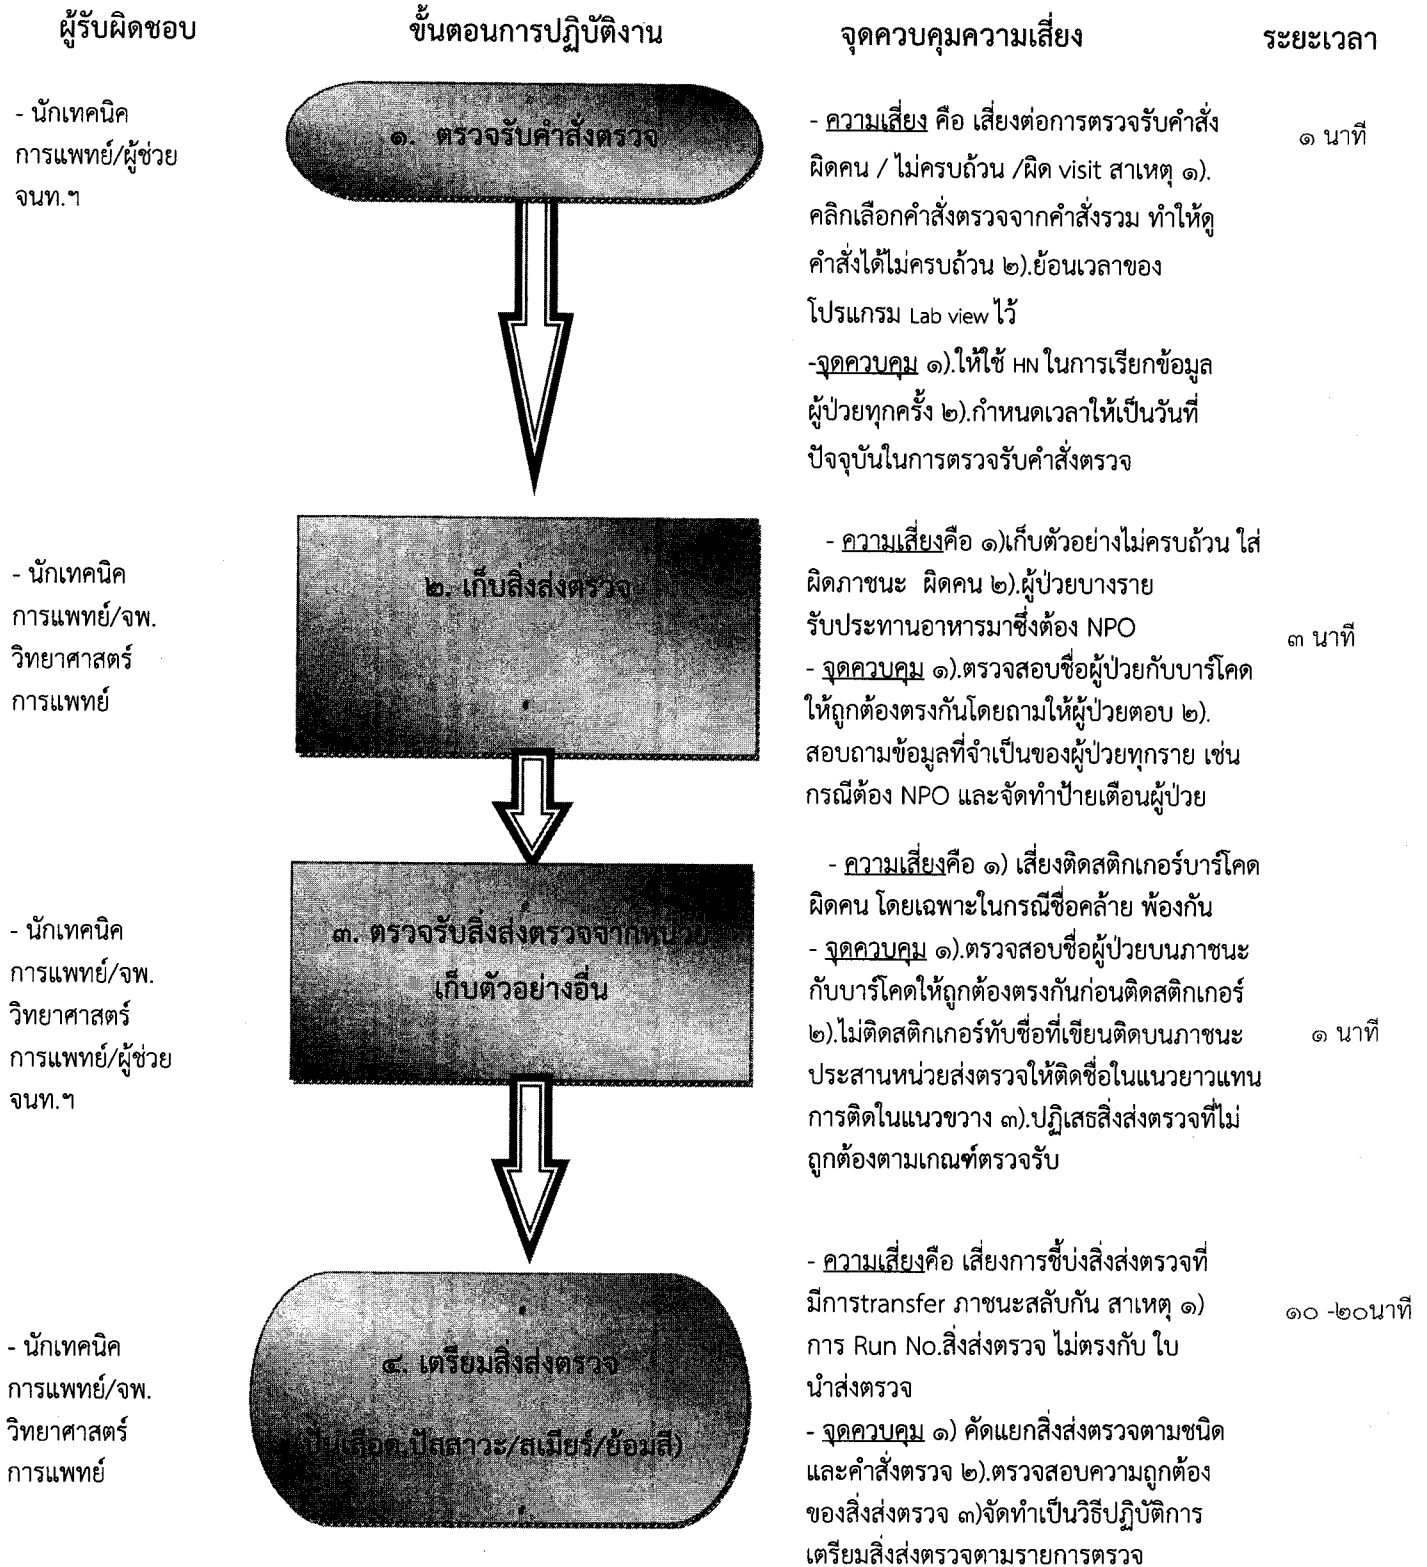 ผู้รับผิดชอบ
ขั้นตอนการปฏิบัติงาน
จุดควบคุมความเสี่ยง
ระยะเวลา
- นักเทคนิค
การแพทย์/ผู้ช่วย
จนท.ฯ
๑. ตรวจรับคำสั่งตรวจ
- ความเสี่ยง คือ เสี่ยงต่อการตรวจรับคำสั่ง
ผิดคน / ไม่ครบถ้วน /ผิด visit สาเหตุ ๑).
คลิกเลือกคำสั่งตรวจจากคำสั่งรวม ทำให้ดู
คำสั่งได้ไม่ครบถ้วน ๒).ย้อนเวลาของ
โปรแกรม Lab view ไว้
-จุดควบคุม ๑).ให้ใช้ HN ในการเรียกข้อมูล
ผู้ป่วยทุกครั้ง ๒).กำหนดเวลาให้เป็นวันที่
ปัจจุบันในการตรวจรับคำสั่งตรวจ
๑ นาที
- นักเทคนิค
การแพทย์/จพ.
วิทยาศาสตร์
การแพทย์
๒. เก็บสิ่งส่งตรวจ
- ความเสี่ยงคือ ๑)เก็บตัวอย่างไม่ครบถ้วน ใส่
ผิดภาชนะ ผิดคน ๒).ผู้ป่วยบางราย
รับประทานอาหารมาซึ่งต้อง NPO
- จุดควบคุม ๑).ตรวจสอบชื่อผู้ป่วยกับบาร์โคด
ให้ถูกต้องตรงกันโดยถามให้ผู้ป่วยตอบ ๒).
สอบถามข้อมูลที่จำเป็นของผู้ป่วยทุกราย เช่น
กรณีต้อง NPO และจัดทำป้ายเตือนผู้ป่วย
๓ นาที
- นักเทคนิค
การแพทย์/จพ.
วิทยาศาสตร์
การแพทย์/ผู้ช่วย
จนท.ฯ
๓. ตรวจรับสิ่งส่งตรวจจากหน่วย
เก็บตัวอย่างอื่น
- ความเสี่ยงคือ ๑) เสี่ยงติดสติกเกอร์บาร์โคด
ผิดคน โดยเฉพาะในกรณีชื่อคล้าย พ้องกัน
- จุดควบคุม ๑).ตรวจสอบชื่อผู้ป่วยบนภาชนะ
กับบาร์โคดให้ถูกต้องตรงกันก่อนติดสติกเกอร์
๒).ไม่ติดสติกเกอร์ทับชื่อที่เขียนติดบนภาชนะ
ประสานหน่วยส่งตรวจให้ติดชื่อในแนวยาวแทน
การติดในแนวขวาง ๓).ปฏิเสธสิ่งส่งตรวจที่ไม่
ถูกต้องตามเกณฑ์ตรวจรับ
๑ นาที
- นักเทคนิค
การแพทย์/จพ.
วิทยาศาสตร์
การแพทย์
๔. เตรียมสิ่งส่งตรวจ
(ปั่นเลือด,ปัสสาวะ/สเมียร์/ย้อมสี)
- ความเสี่ยงคือ เสี่ยงการชี้บ่งสิ่งส่งตรวจที่
มีการtransfer ภาชนะสลับกัน สาเหตุ ๑)
การ Run No.สิ่งส่งตรวจ ไม่ตรงกับ ใบ
นำส่งตรวจ
- จุดควบคุม ๑) คัดแยกสิ่งส่งตรวจตามชนิด
และคำสั่งตรวจ ๒).ตรวจสอบความถูกต้อง
ของสิ่งส่งตรวจ ๓)จัดทำเป็นวิธีปฏิบัติการ
เตรียมสิ่งส่งตรวจตามรายการตรวจ
๑๐ -๒๐นาที